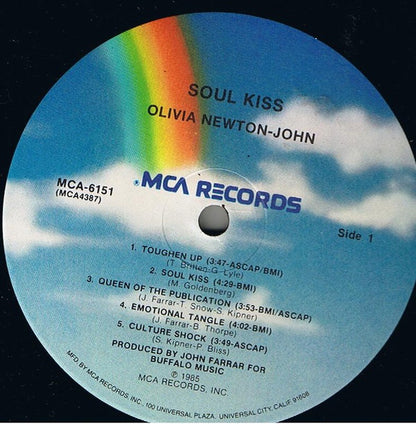 SOUL KISS
OLIVIA NEWTON-JOHN
MCA RECORDS
MCA-6151
(MCA4387)
Side 1
1. TOUGHEN UP (3:47-ASCAP/BMI)
(T. Britten-G. Lyle)
2. SOUL KISS (4:29-BMI)
(M. Goldenberg)
3. QUEEN OF THE PUBLICATION (3:53-BMI/ASCAP)
(J. Farrar-T. Snow-S. Kipner)
4. EMOTIONAL TANGLE (4:02-BMI)
(J. Farrar-B. Thorpe)
5. CULTURE SHOCK (3:49-ASCAP)
(S. Kipner-P. Bliss)
PRODUCED BY JOHN FARRAR FOR
BUFFALO MUSIC
℗ 1985
MCA RECORDS, INC
MFD. BY MCA RECORDS, INC., 100 UNIVERSAL PLAZA, UNIVERSAL CITY, CALIF 91608